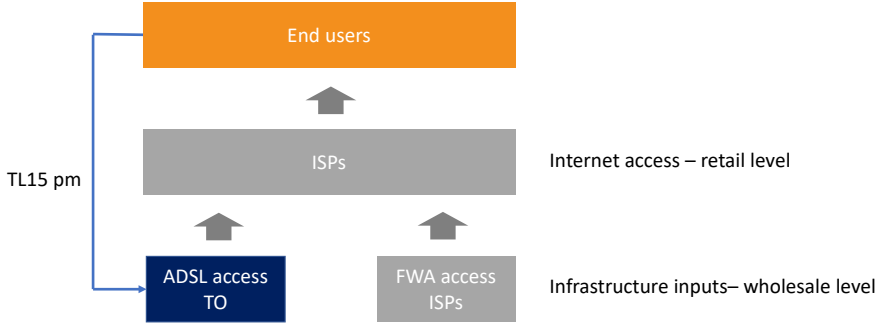 End users
ISPs
Internet access – retail level
TL15 pm
ADSL access
TO
FWA access
ISPs
Infrastructure inputs– wholesale level